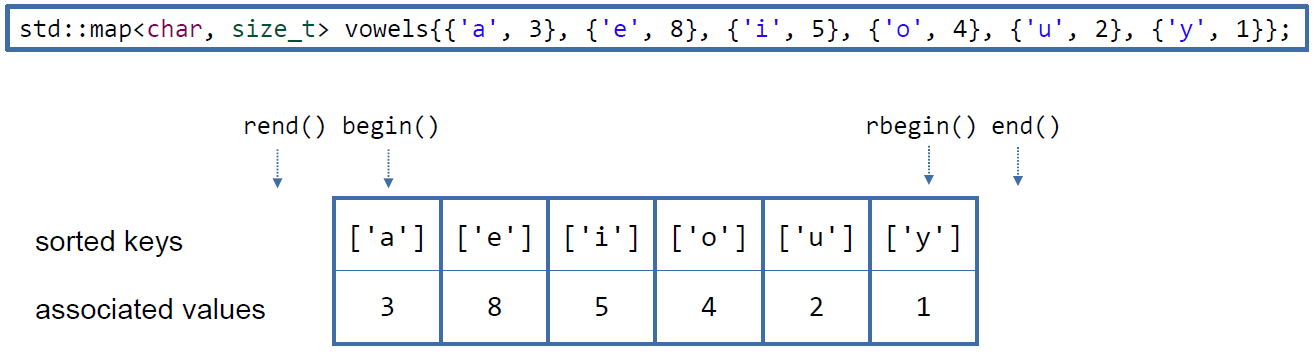 std::map<char, size_t> vowels{{'a', 3}, {'e', 8}, {'i', 5}, {'o', 4}, {'u', 2}, {'y', 1}};
rend() begin() rbegin() end()
sorted keys ['a'] ['e'] ['i'] ['o'] ['u'] ['y']
associated values 3 8 5 4 2 1